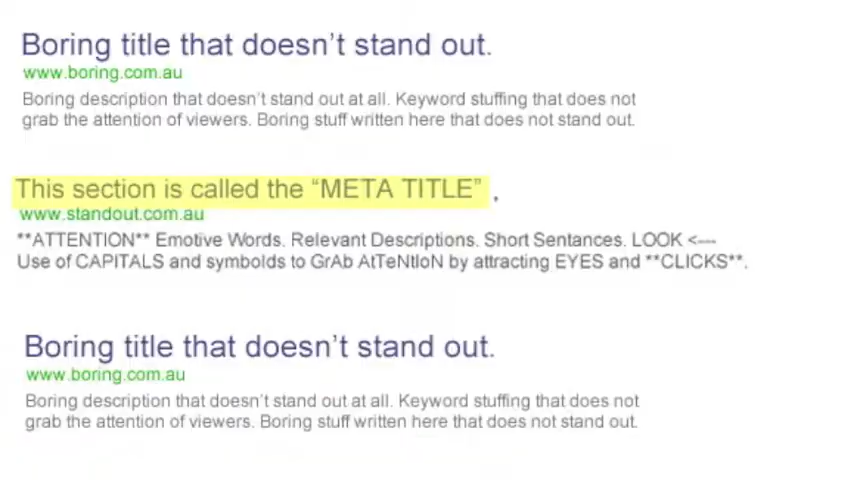 Boring title that doesn't stand out.
www.boring.com.au
Boring description that doesn't stand out at all. Keyword stuffing that does not
grab the attention of viewers. Boring stuff written here that does not stand out.
This section is called the “META TITLE” ,
www.standout.com.au
**ATTENTION** Emotive Words. Relevant Descriptions. Short Sentances. LOOK <---
Use of CAPITALS and symbolds to GrAb AtTeNtIoN by attracting EYES and **CLICKS**.
Boring title that doesn't stand out.
www.boring.com.au
Boring description that doesn't stand out at all. Keyword stuffing that does not
grab the attention of viewers. Boring stuff written here that does not stand out.